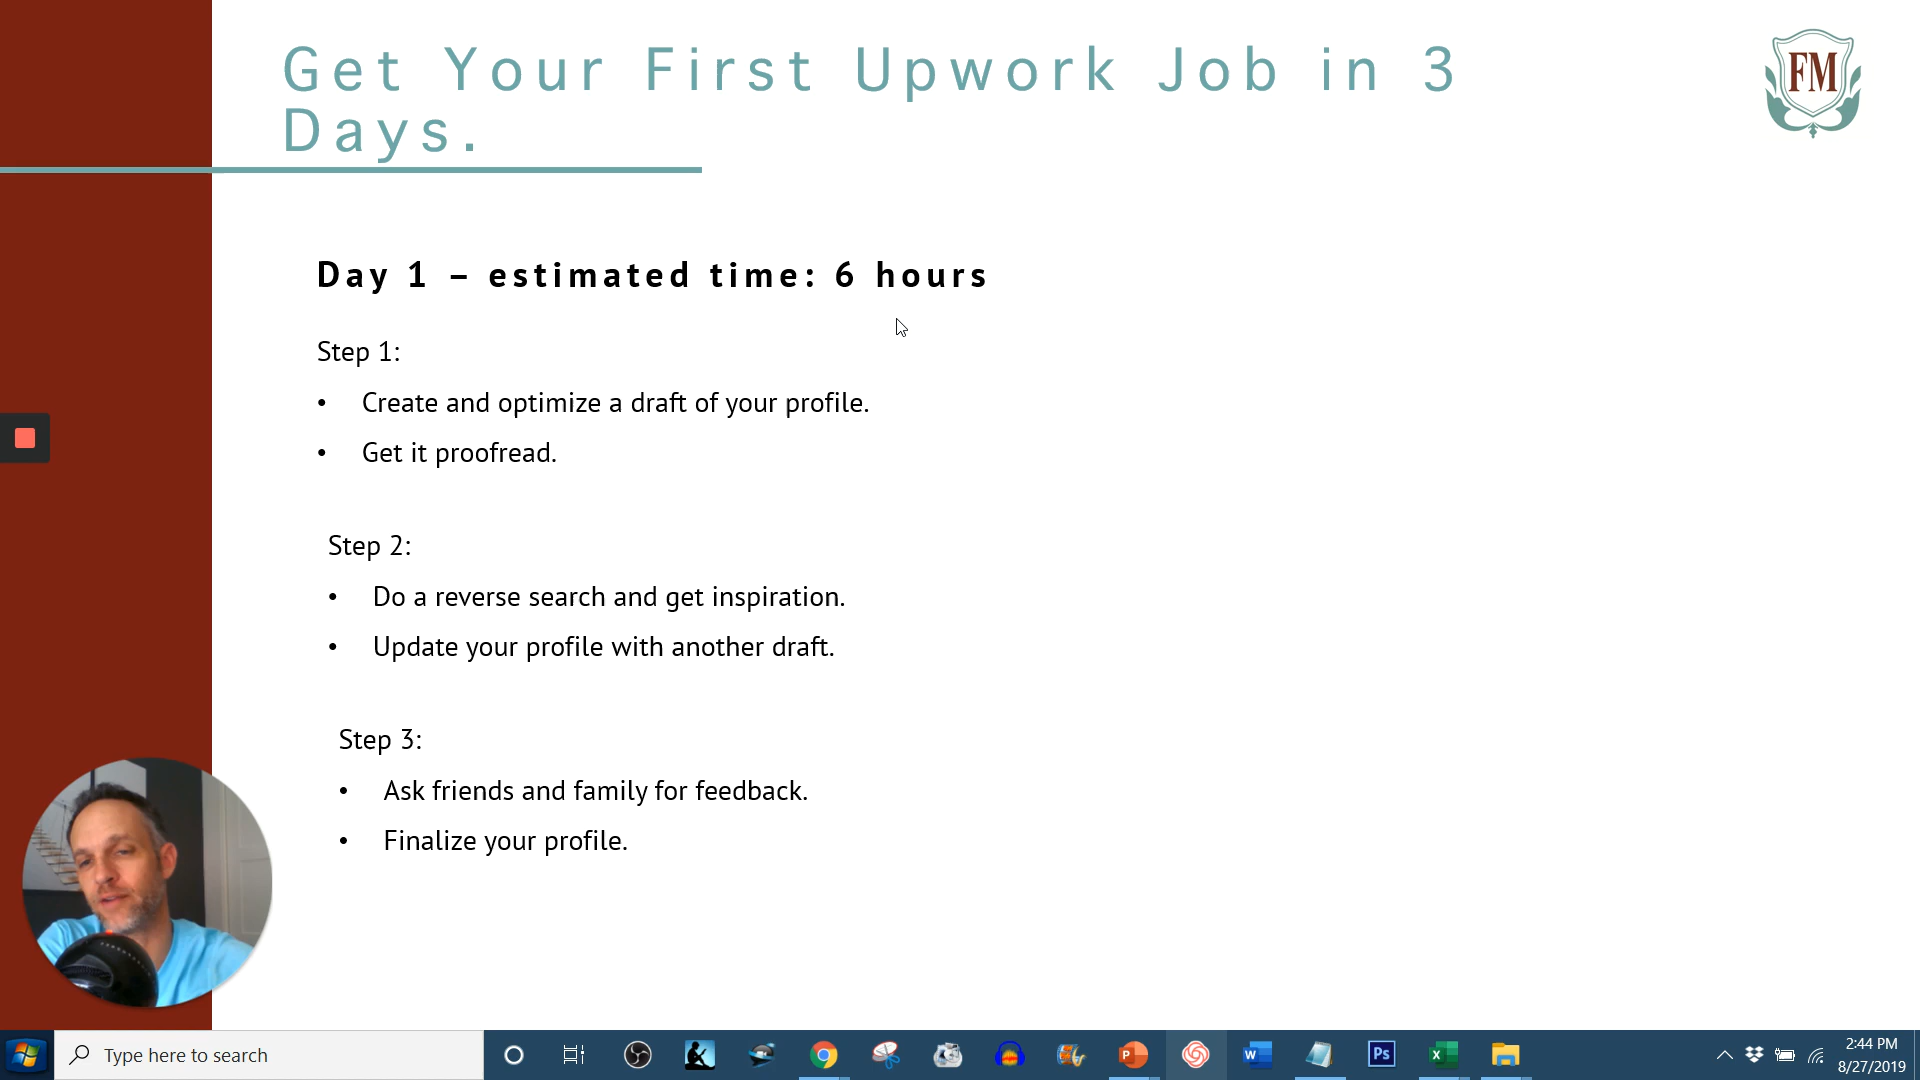 Get Your First Upwork Job in 3
Days.
FM
Day 1 – estimated time: 6 hours
Step 1:
• Create and optimize a draft of your profile.
• Get it proofread.
Step 2:
• Do a reverse search and get inspiration.
• Update your profile with another draft.
Step 3:
• Ask friends and family for feedback.
• Finalize your profile.
Type here to search
P
W
Ps
X
2:44 PM
8/27/2019